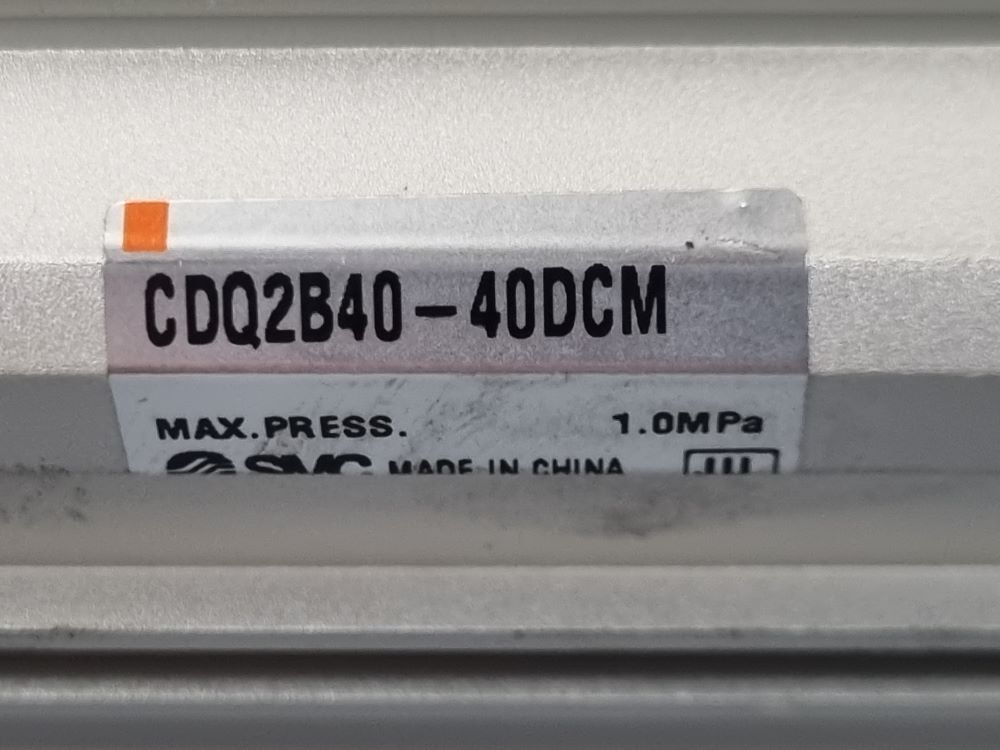 CDQ2B40-40DCM
MAX.PRESS. 1.0MPa
SMC MADE IN CHINA